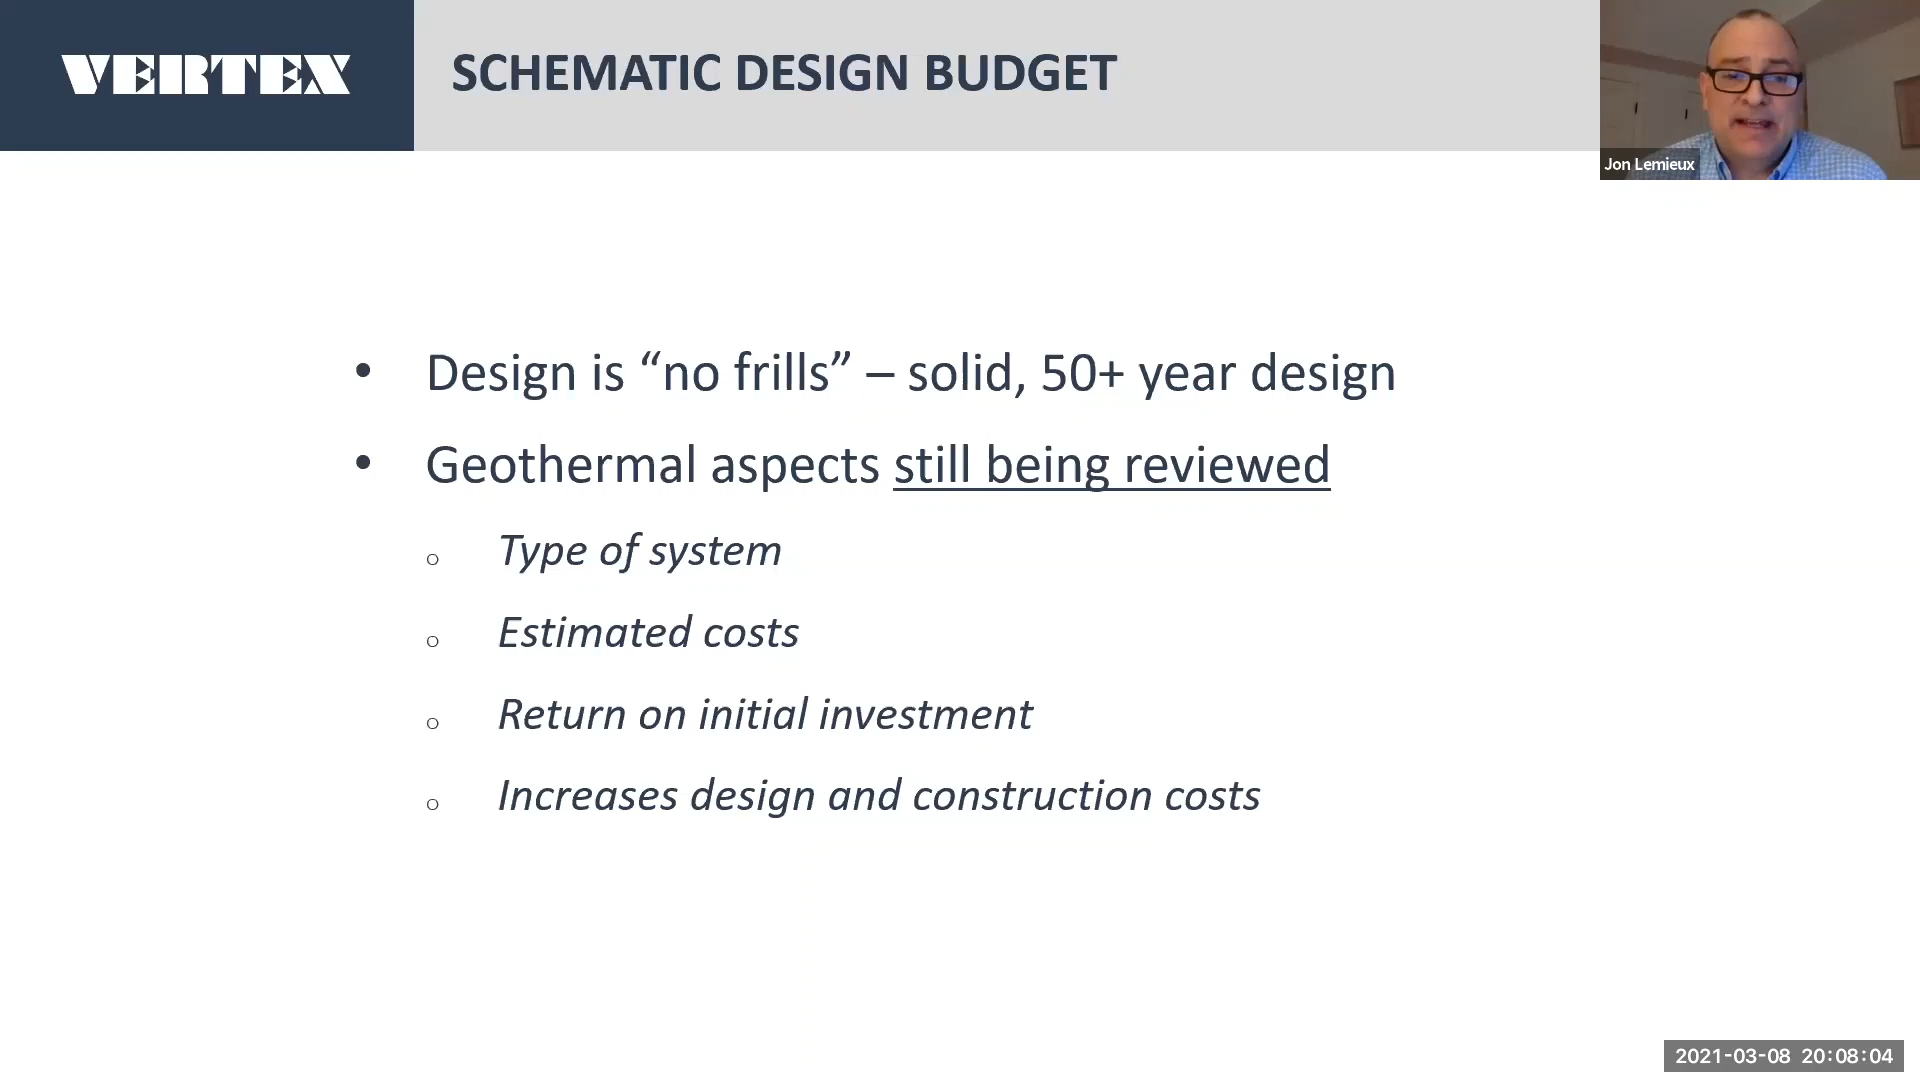 VERTEX
SCHEMATIC DESIGN BUDGET
Jon Lemieux
• Design is “no frills” – solid, 50+ year design
• Geothermal aspects still being reviewed
o Type of system
o Estimated costs
o Return on initial investment
o Increases design and construction costs
2021-03-08 20:08:04